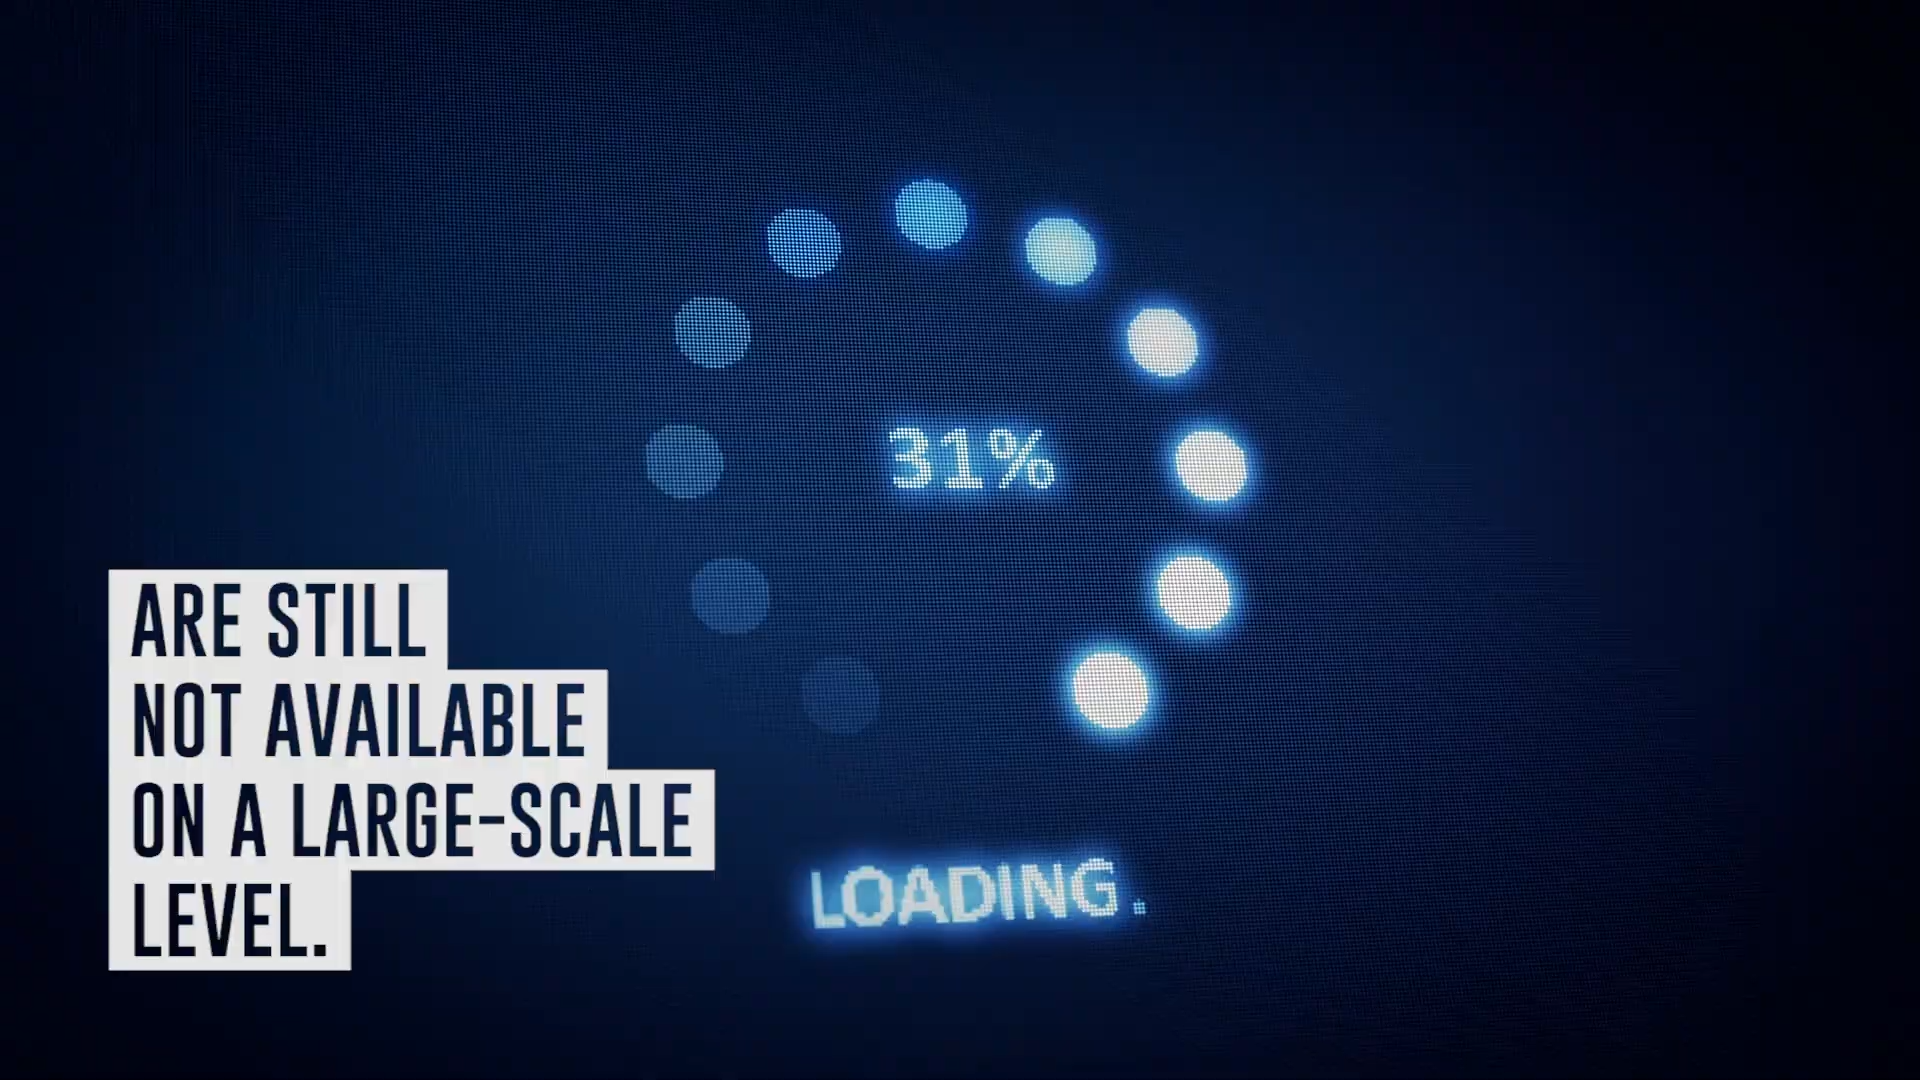 31%
ARE STILL
NOT AVAILABLE
ON A LARGE-SCALE
LEVEL.
LOADING.